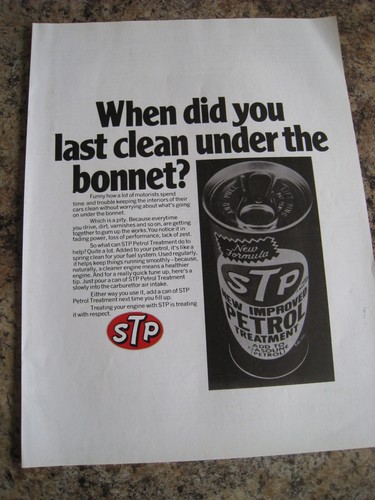 When did you
last clean under the
bonnet?
Funny how a lot of motorists spend
time and trouble keeping the interiors of their
cars clean without worrying about what's going
on under the bonnet.
Which is a pity. Because everytime
you drive, dirt, varnishes and so on, are getting
together to gum up the works. You notice it in
fading power, loss of performance, lack of zest.
So what can STP Petrol Treatment do to
help? Quite a lot. Added to your petrol, it's like a
spring clean for your fuel system. Used regularly,
it helps keep things running smoothly – because,
naturally, a cleaner engine means a healthier
engine. And for a really quick tune up, here's a
tip. Just pour a can of STP Petrol Treatment
slowly into the carburettor air intake.
Either way you use it, add a can of STP
Petrol Treatment next time you fill up.
Treating your engine with STP is treating
it with respect.
STP
New
Formula
STP
NEW IMPROVED
PETROL
TREATMENT
ADD TO
GASOLINE
(PETROL)